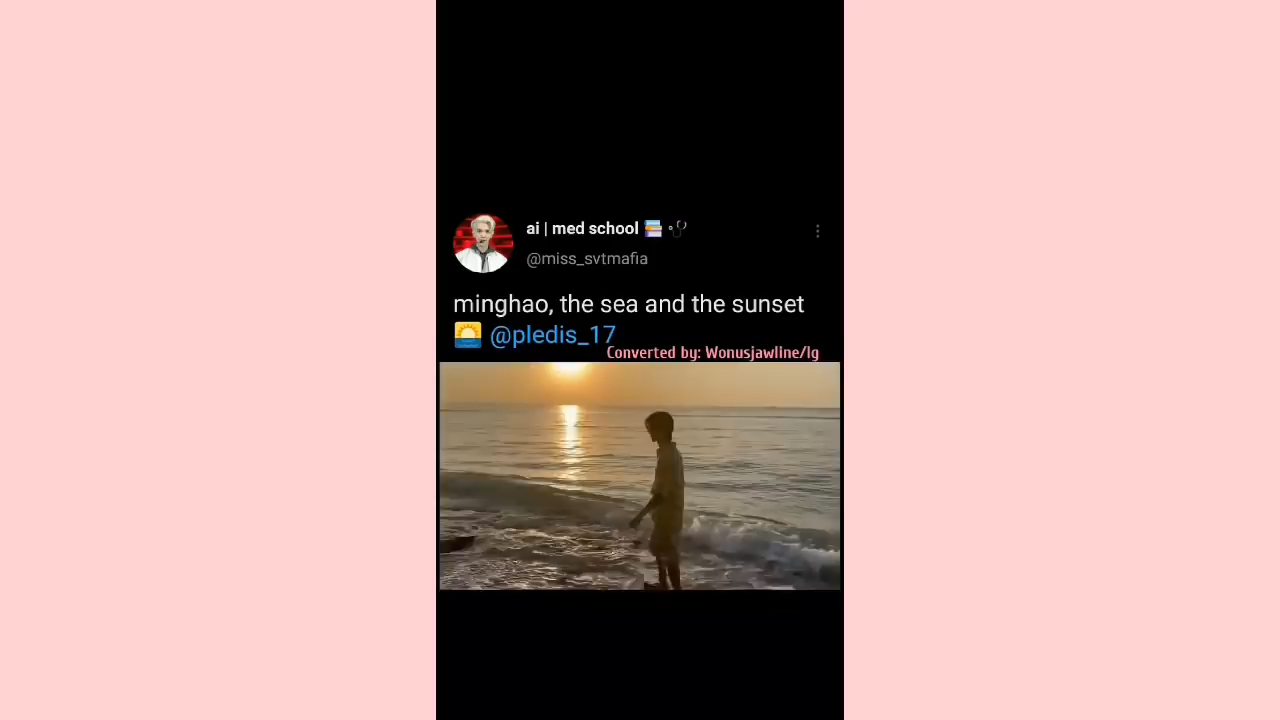 ai | med school 📚 🎧
@miss_svtmafia
minghao, the sea and the sunset
🌅 @pledis_17
Converted by: Wonusjawline/Ig